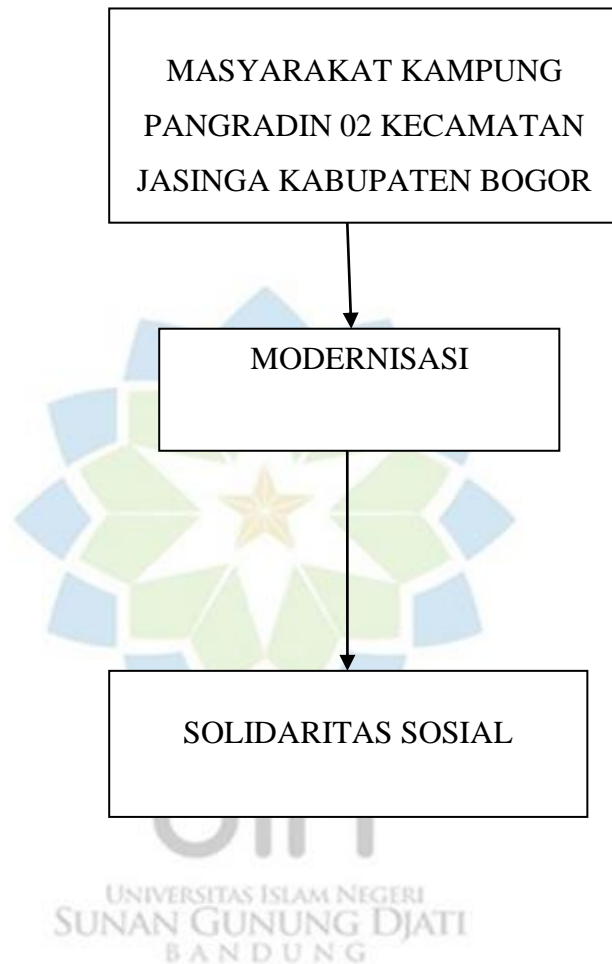 MASYARAKAT KAMPUNG
PANGRADIN 02 KECAMATAN
JASINGA KABUPATEN BOGOR
MODERNISASI
SOLIDARITAS SOSIAL
UNIVERSITAS ISLAM NEGERI
SUNAN GUNUNG DJATI
BANDUNG